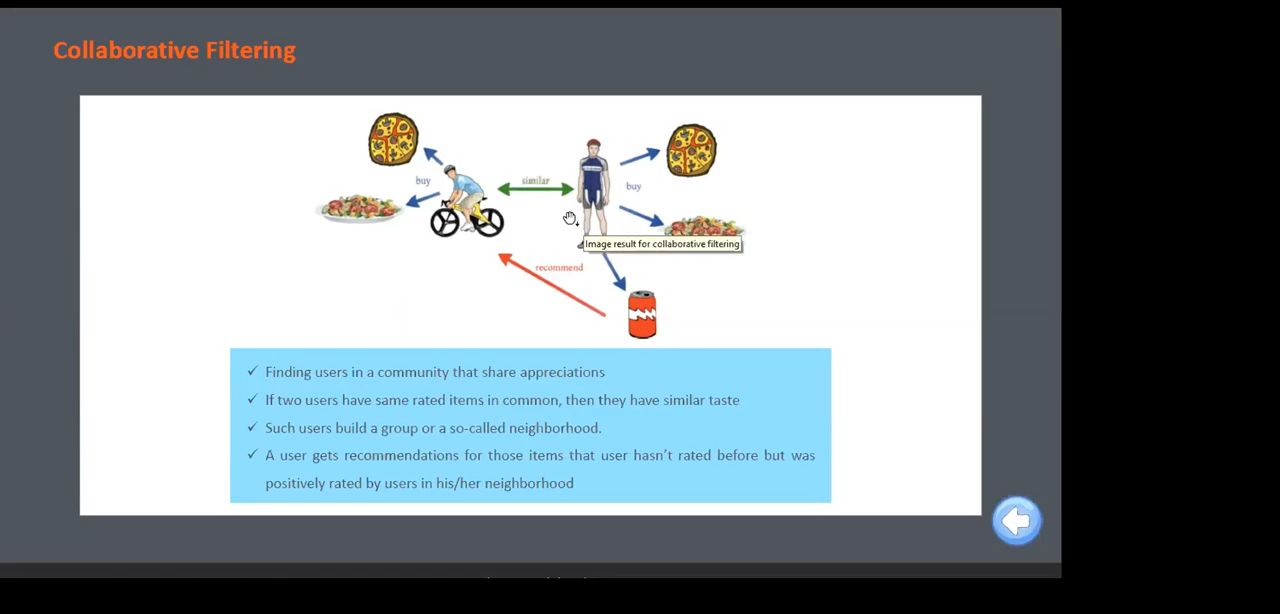 Collaborative Filtering
buy
similar
buy
Image result for collaborative filtering
recommend
✓ Finding users in a community that share appreciations
✓ If two users have same rated items in common, then they have similar taste
✓ Such users build a group or a so-called neighborhood.
✓ A user gets recommendations for those items that user hasn't rated before but was
positively rated by users in his/her neighborhood